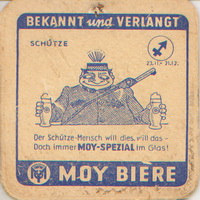 BEKANNT und VERLANGT
SCHÜTZE
23.11.- 21.12.
Der Schütze-Mensch will dies, will das -
Doch immer MOY-SPEZIAL im Glas!
MOY BIERE